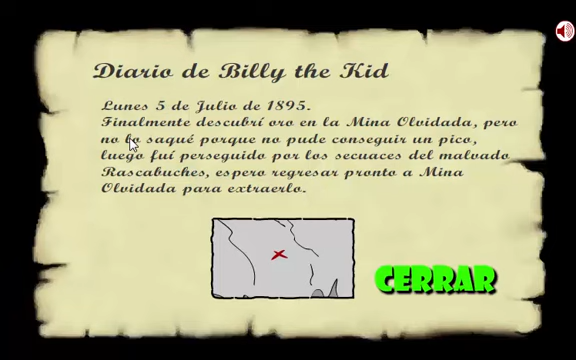 Diario de Billy the Kid
Lunes 5 de Julio de 1895.
Finalmente descubrí oro en la Mina Olvidada, pero
no lo saqué porque no pude conseguir un pico,
luego fuí perseguido por los secuaces del malvado
Rascabuches, espero regresar pronto a Mina
Olvidada para extraerlo.
CERRAR